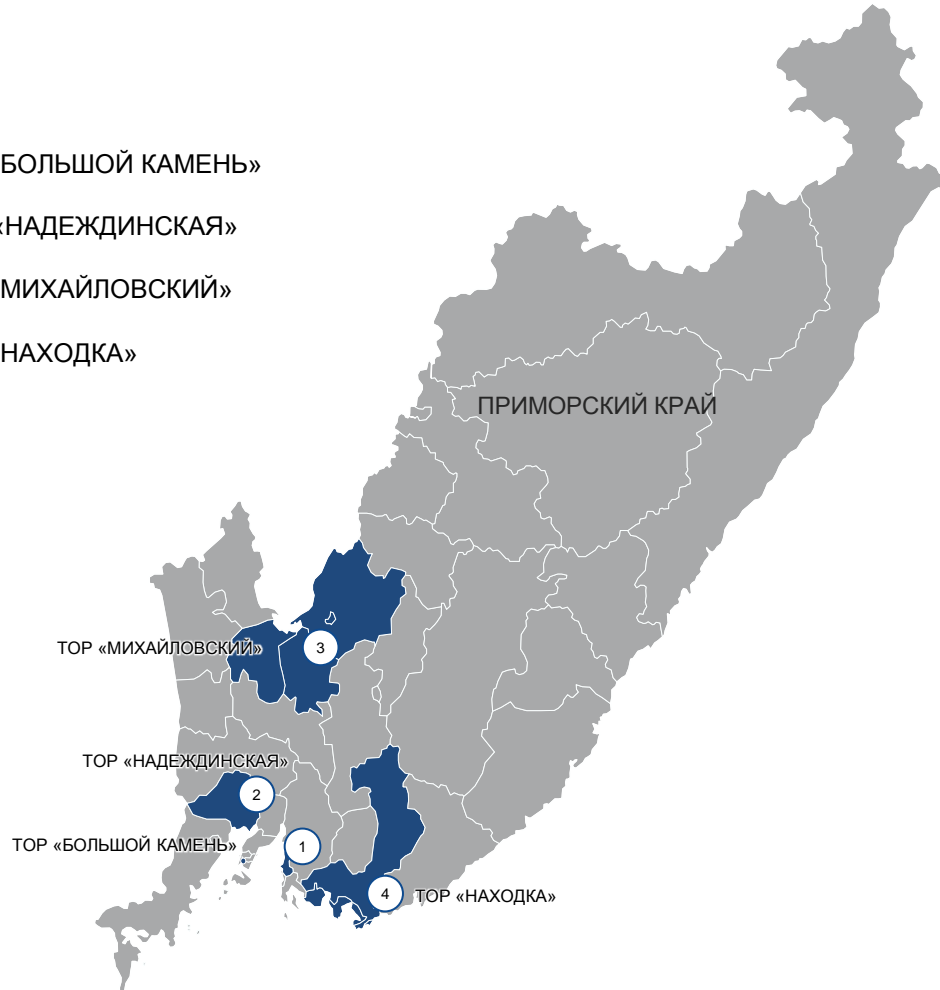 БОЛЬШОЙ КАМЕНЬ»
«НАДЕЖДИНСКАЯ»
МИХАЙЛОВСКИЙ»
НАХОДКА»
ПРИМОРСКИЙ КРАЙ
ТОР «МИХАЙЛОВСКИЙ»
3
ТОР «НАДЕЖДИНСКАЯ»
2
ТОР «БОЛЬШОЙ КАМЕНЬ»
1
4
ТОР «НАХОДКА»